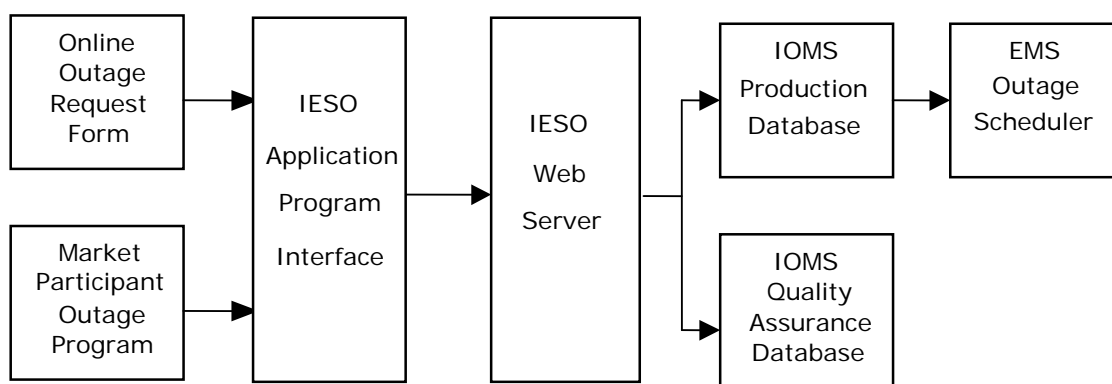 Online
Outage
Request
Form
Market
Participant
Outage
Program
IESO
Application
Program
Interface
IESO
Web
Server
IOMS
Production
Database
IOMS
Quality
Assurance
Database
EMS
Outage
Scheduler